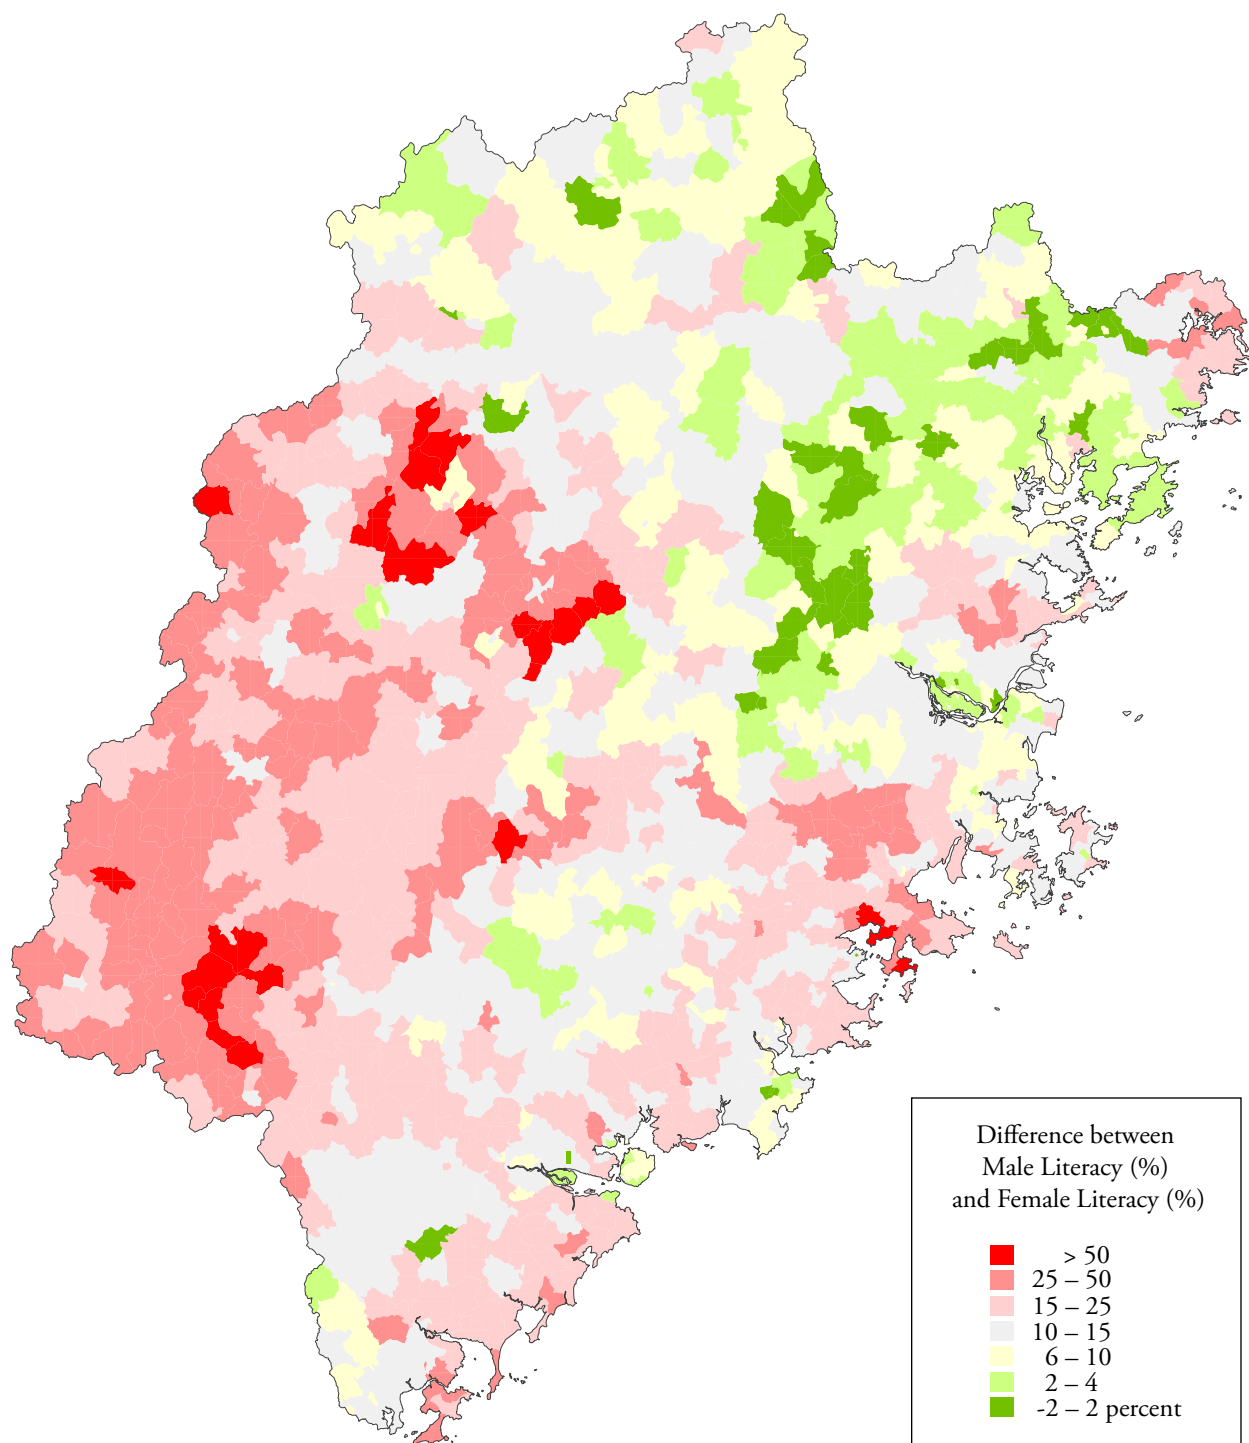 Difference between
Male Literacy (%)
and Female Literacy (%)
> 50
25 – 50
15 – 25
10 – 15
6 – 10
2 – 4
-2 – 2 percent